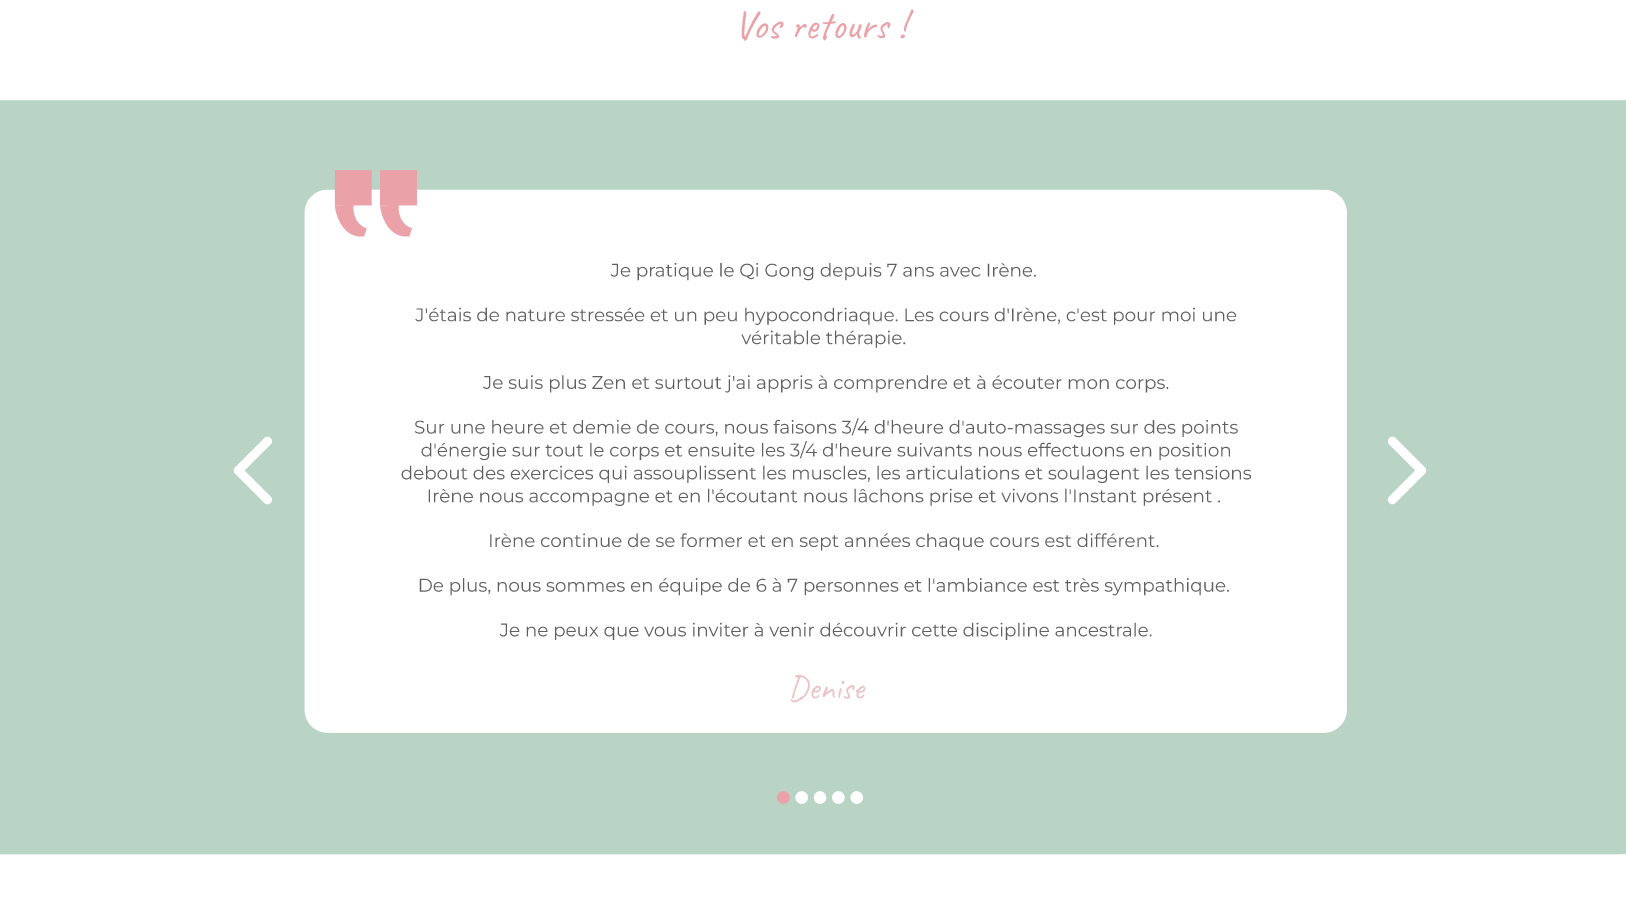 Vos retours !
Je pratique le Qi Gong depuis 7 ans avec Irène.
J'étais de nature stressée et un peu hypocondriaque. Les cours d'Irène, c'est pour moi une
véritable thérapie.
Je suis plus Zen et surtout j'ai appris à comprendre et à écouter mon corps.
Sur une heure et demie de cours, nous faisons 3/4 d'heure d'auto-massages sur des points
d'énergie sur tout le corps et ensuite les 3/4 d'heure suivants nous effectuons en position
debout des exercices qui assouplissent les muscles, les articulations et soulagent les tensions
Irène nous accompagne et en l'écoutant nous lâchons prise et vivons l'Instant présent .
Irène continue de se former et en sept années chaque cours est différent.
De plus, nous sommes en équipe de 6 à 7 personnes et l'ambiance est très sympathique.
Je ne peux que vous inviter à venir découvrir cette discipline ancestrale.
Denise